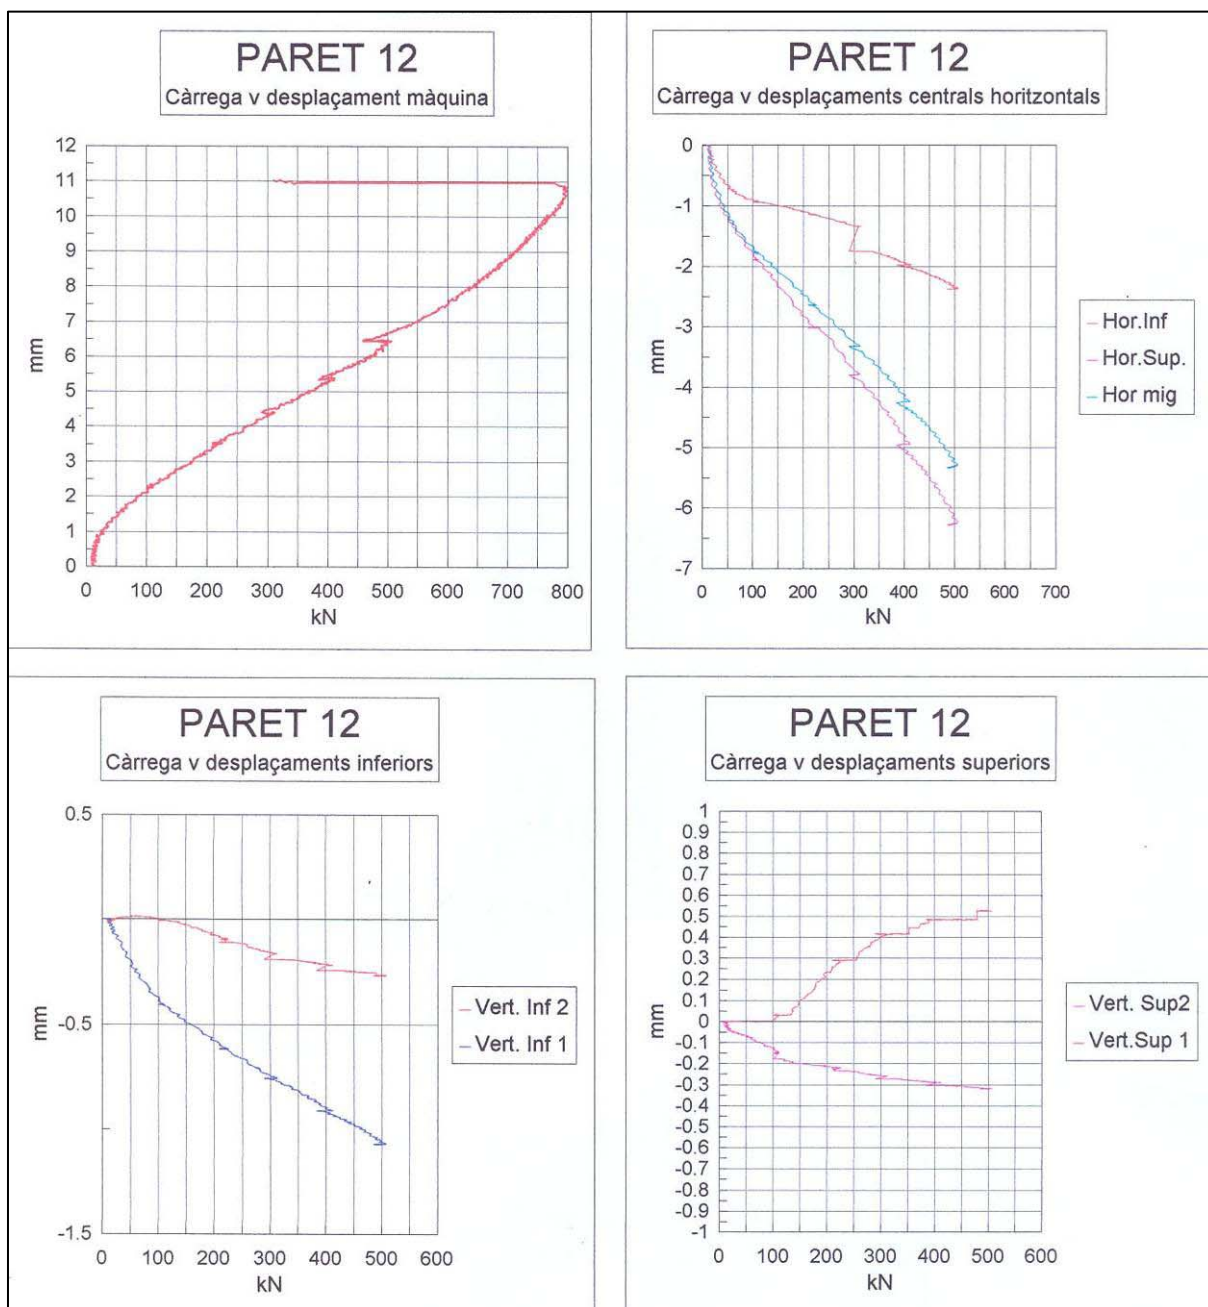 PARET 12
Càrrega v desplaçament màquina
12
11
10
9
8
7
6
5
4
3
2
1
0
mm
0 100 200 300 400 500 600 700 800
kN
PARET 12
Càrrega v desplaçaments centrals horitzontals
0
-1
-2
-3
-4
-5
-6
-7
mm
0 100 200 300 400 500 600 700
kN
Hor.Inf
Hor.Sup.
Hor mig
PARET 12
Càrrega v desplaçaments inferiors
0.5
-0.5
-1.5
mm
0 100 200 300 400 500 600
kN
Vert. Inf 2
Vert. Inf 1
PARET 12
Càrrega v desplaçaments superiors
1
0.9
0.8
0.7
0.6
0.5
0.4
0.3
0.2
0.1
0
-0.1
-0.2
-0.3
-0.4
-0.5
-0.6
-0.7
-0.8
-0.9
-1
mm
0 100 200 300 400 500 600
kN
Vert. Sup2
Vert.Sup 1